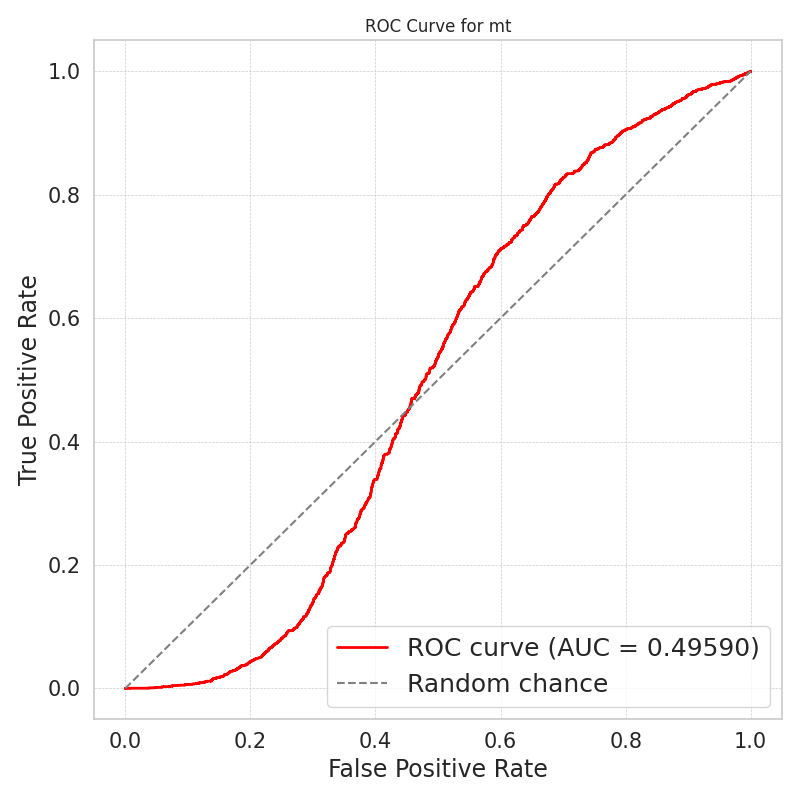 ROC Curve for mt
1.0
0.8
0.6
0.4
0.2
0.0
True Positive Rate
ROC curve (AUC = 0.49590)
Random chance
0.0 0.2 0.4 0.6 0.8 1.0
False Positive Rate